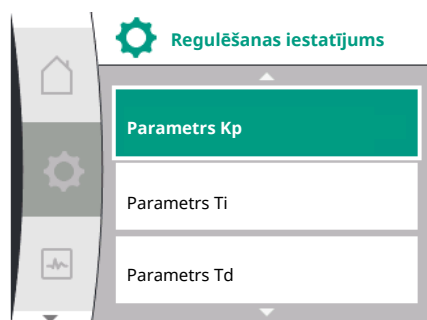 Regulēšanas iestatījums
Parametrs Kp
Parametrs Ti
Parametrs Td